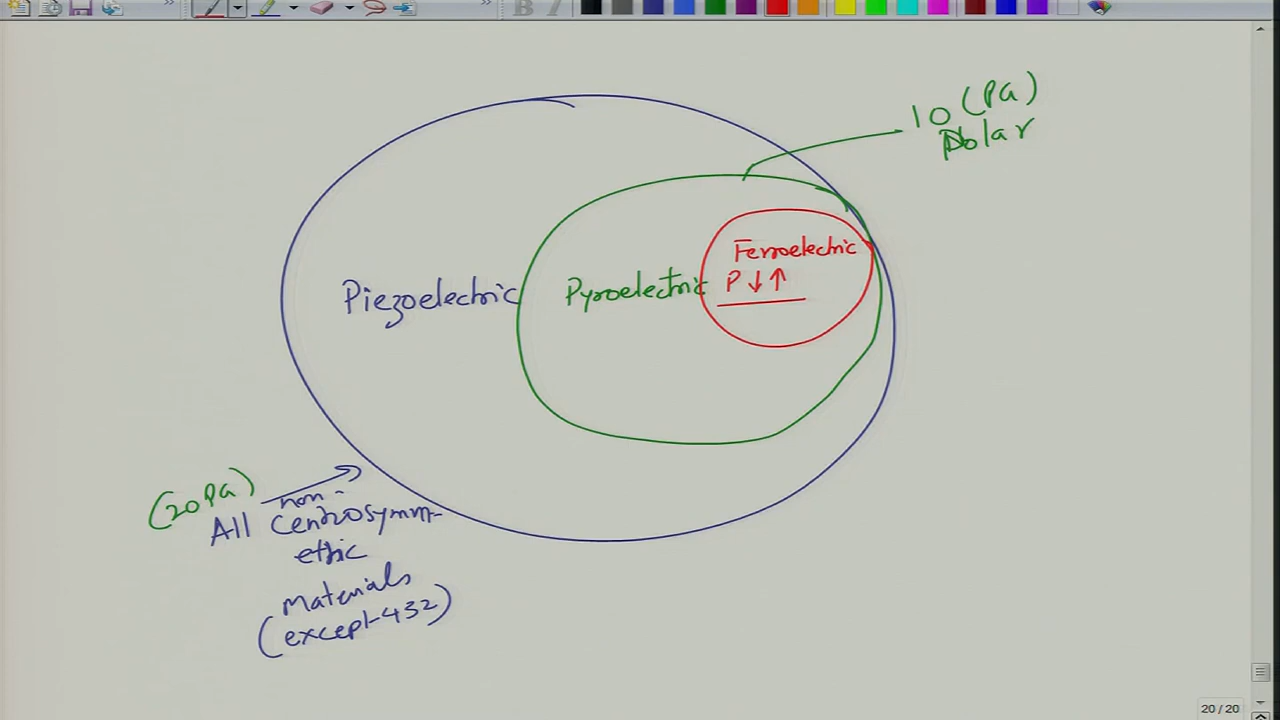 10 (PG)
Polar
Ferroelectric
P ↓↑
Piezoelectric
Pyroelectric
(20 PG)
All non-
Centrosymm-
etric
Materials
(except 432)
20 / 20